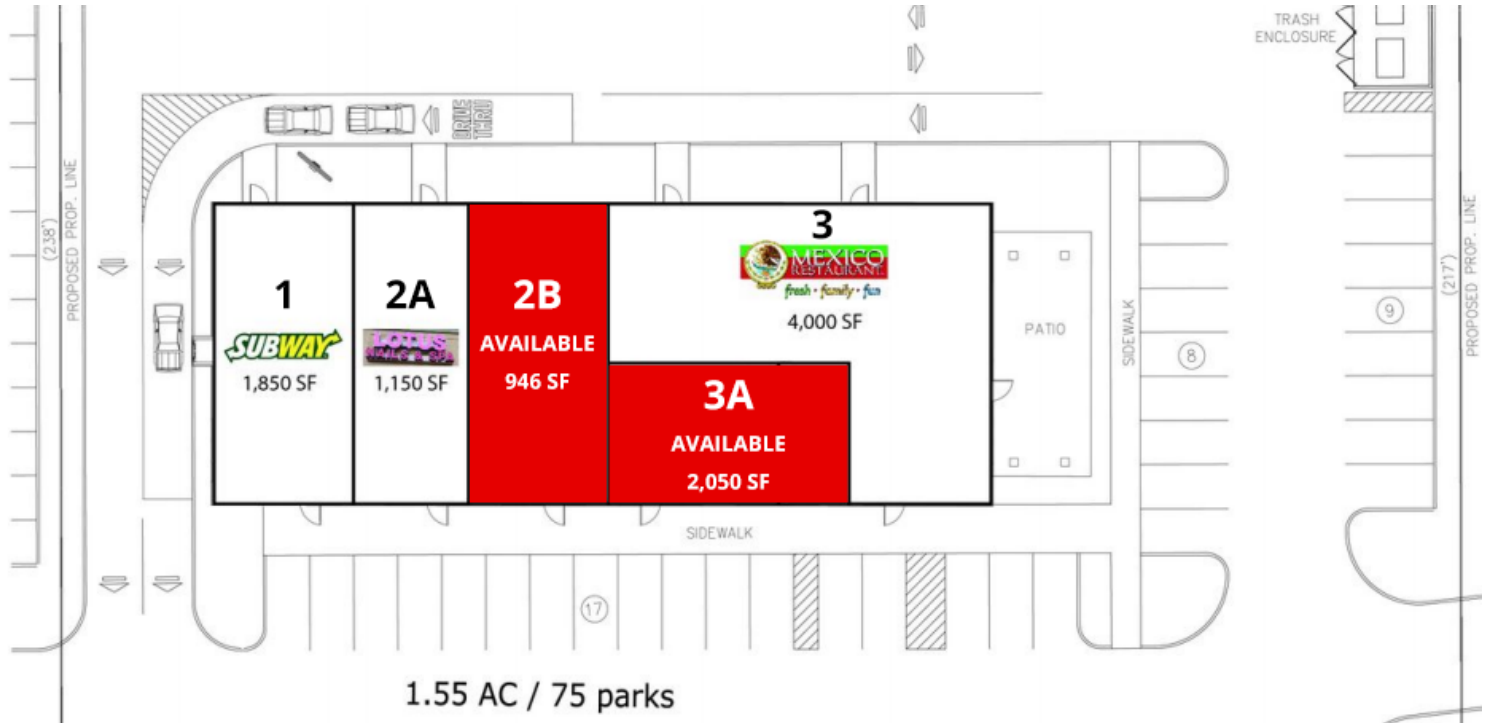 TRASH
ENCLOSURE
DRIVE
THRU
PROPOSED PROP. LINE
(238')
1
SUBWAY
1,850 SF
2A
LOTUS
NAILS & SPA
1,150 SF
2B
AVAILABLE
946 SF
3
MEXICO
RESTAURANT
fresh • family • fun
4,000 SF
3A
AVAILABLE
2,050 SF
PATIO
SIDEWALK
8
9
(217')
PROPOSED PROP. LINE
SIDEWALK
17
1.55 AC / 75 parks